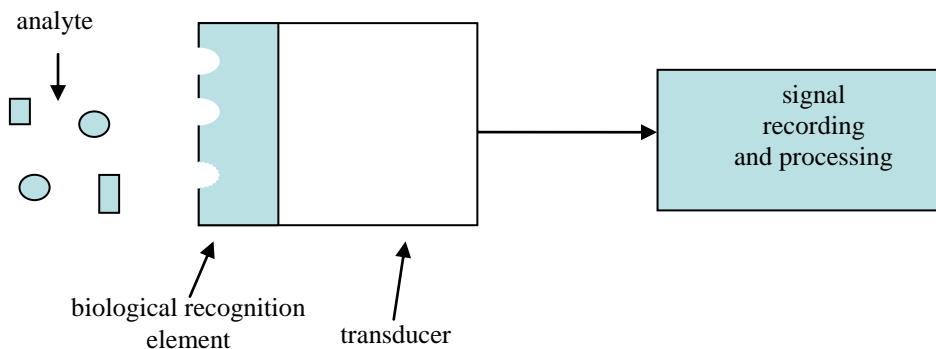 analyte
signal
recording
and processing
biological recognition
element
transducer